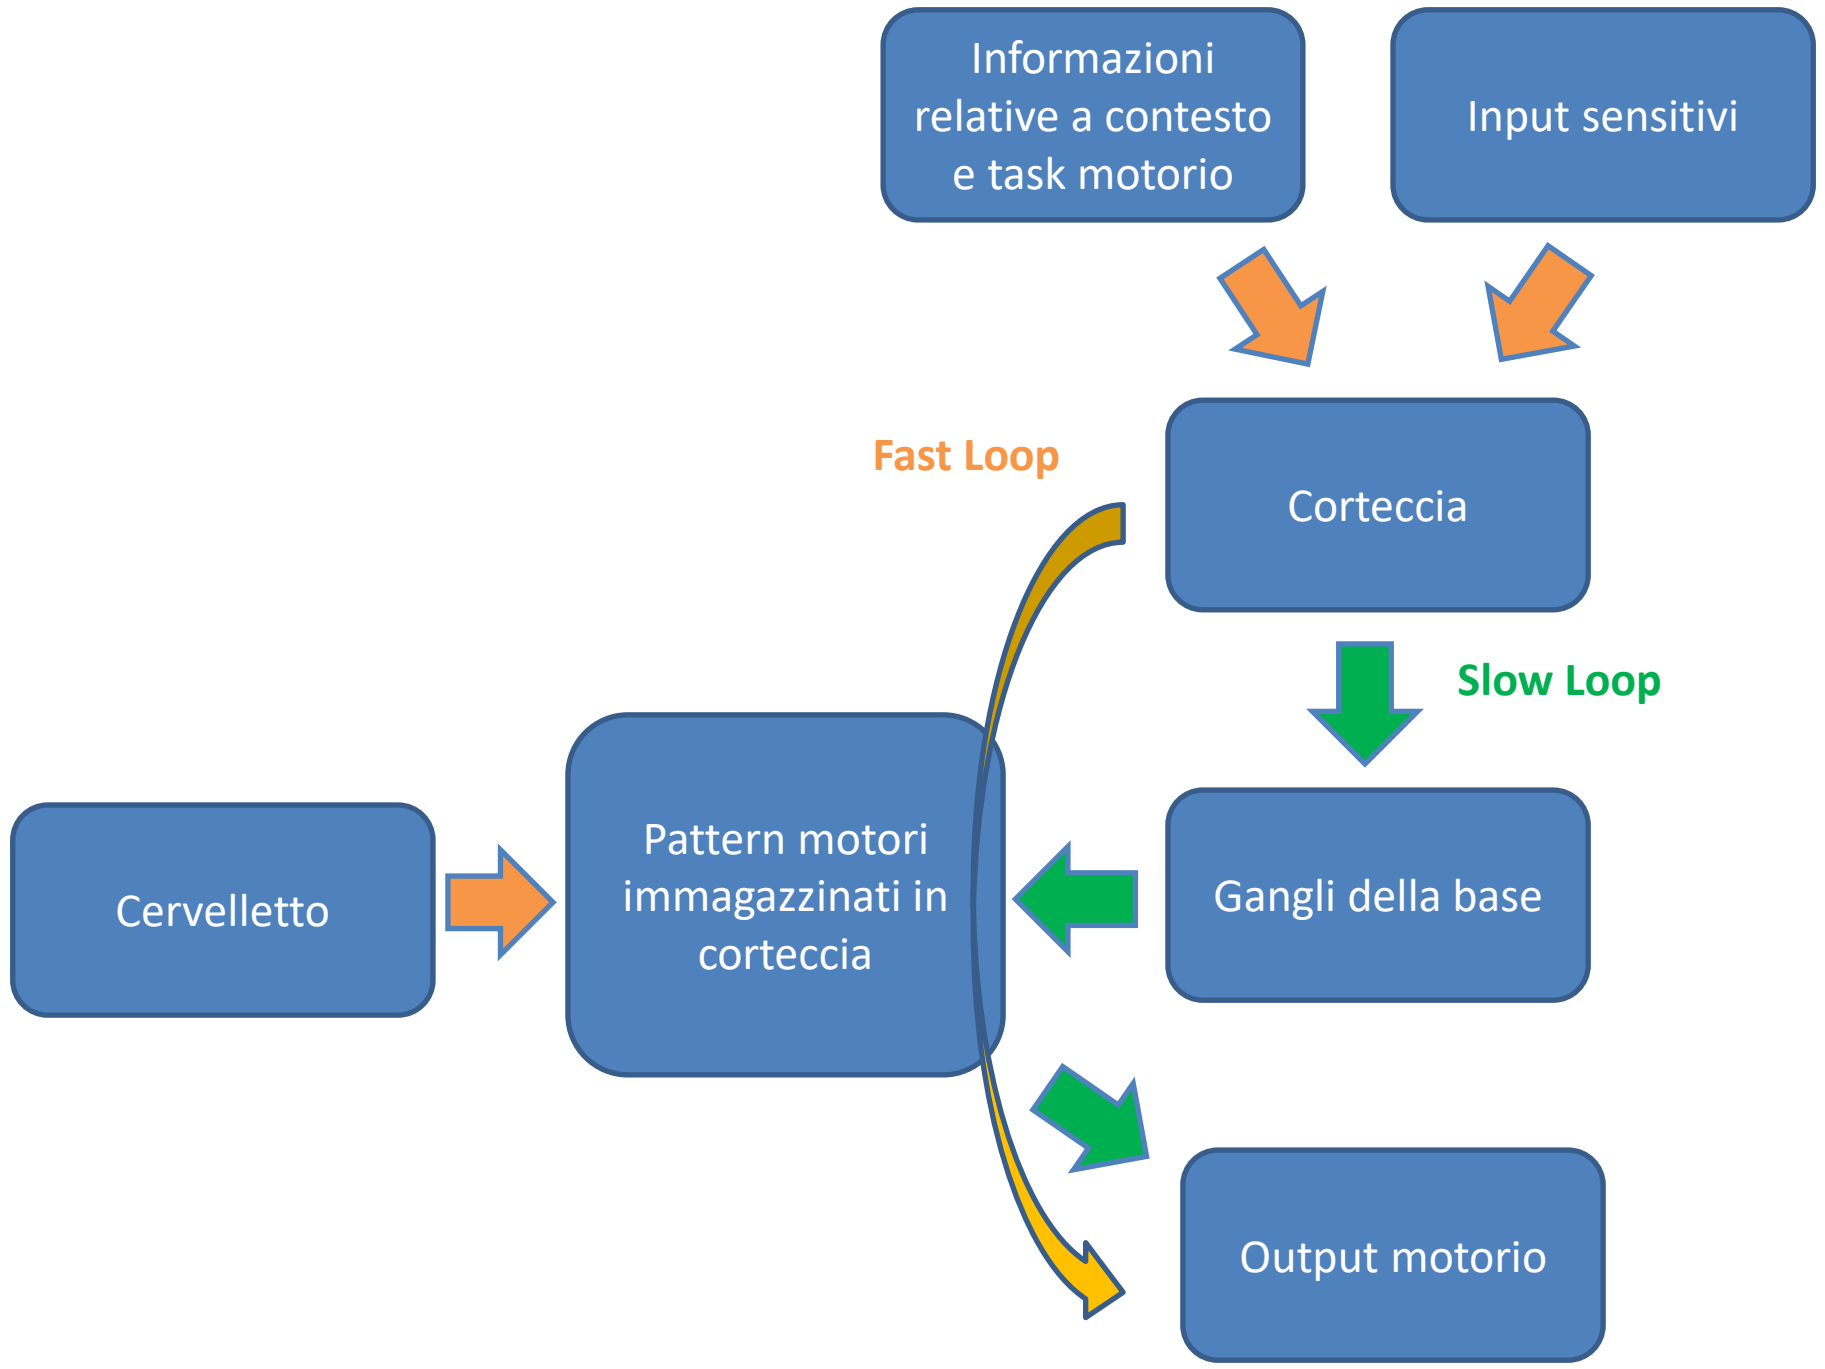 Informazioni
relative a contesto
e task motorio
Input sensitivi
Fast Loop
Corteccia
Slow Loop
Cervelletto
Pattern motori
immagazzinati in
corteccia
Gangli della base
Output motorio